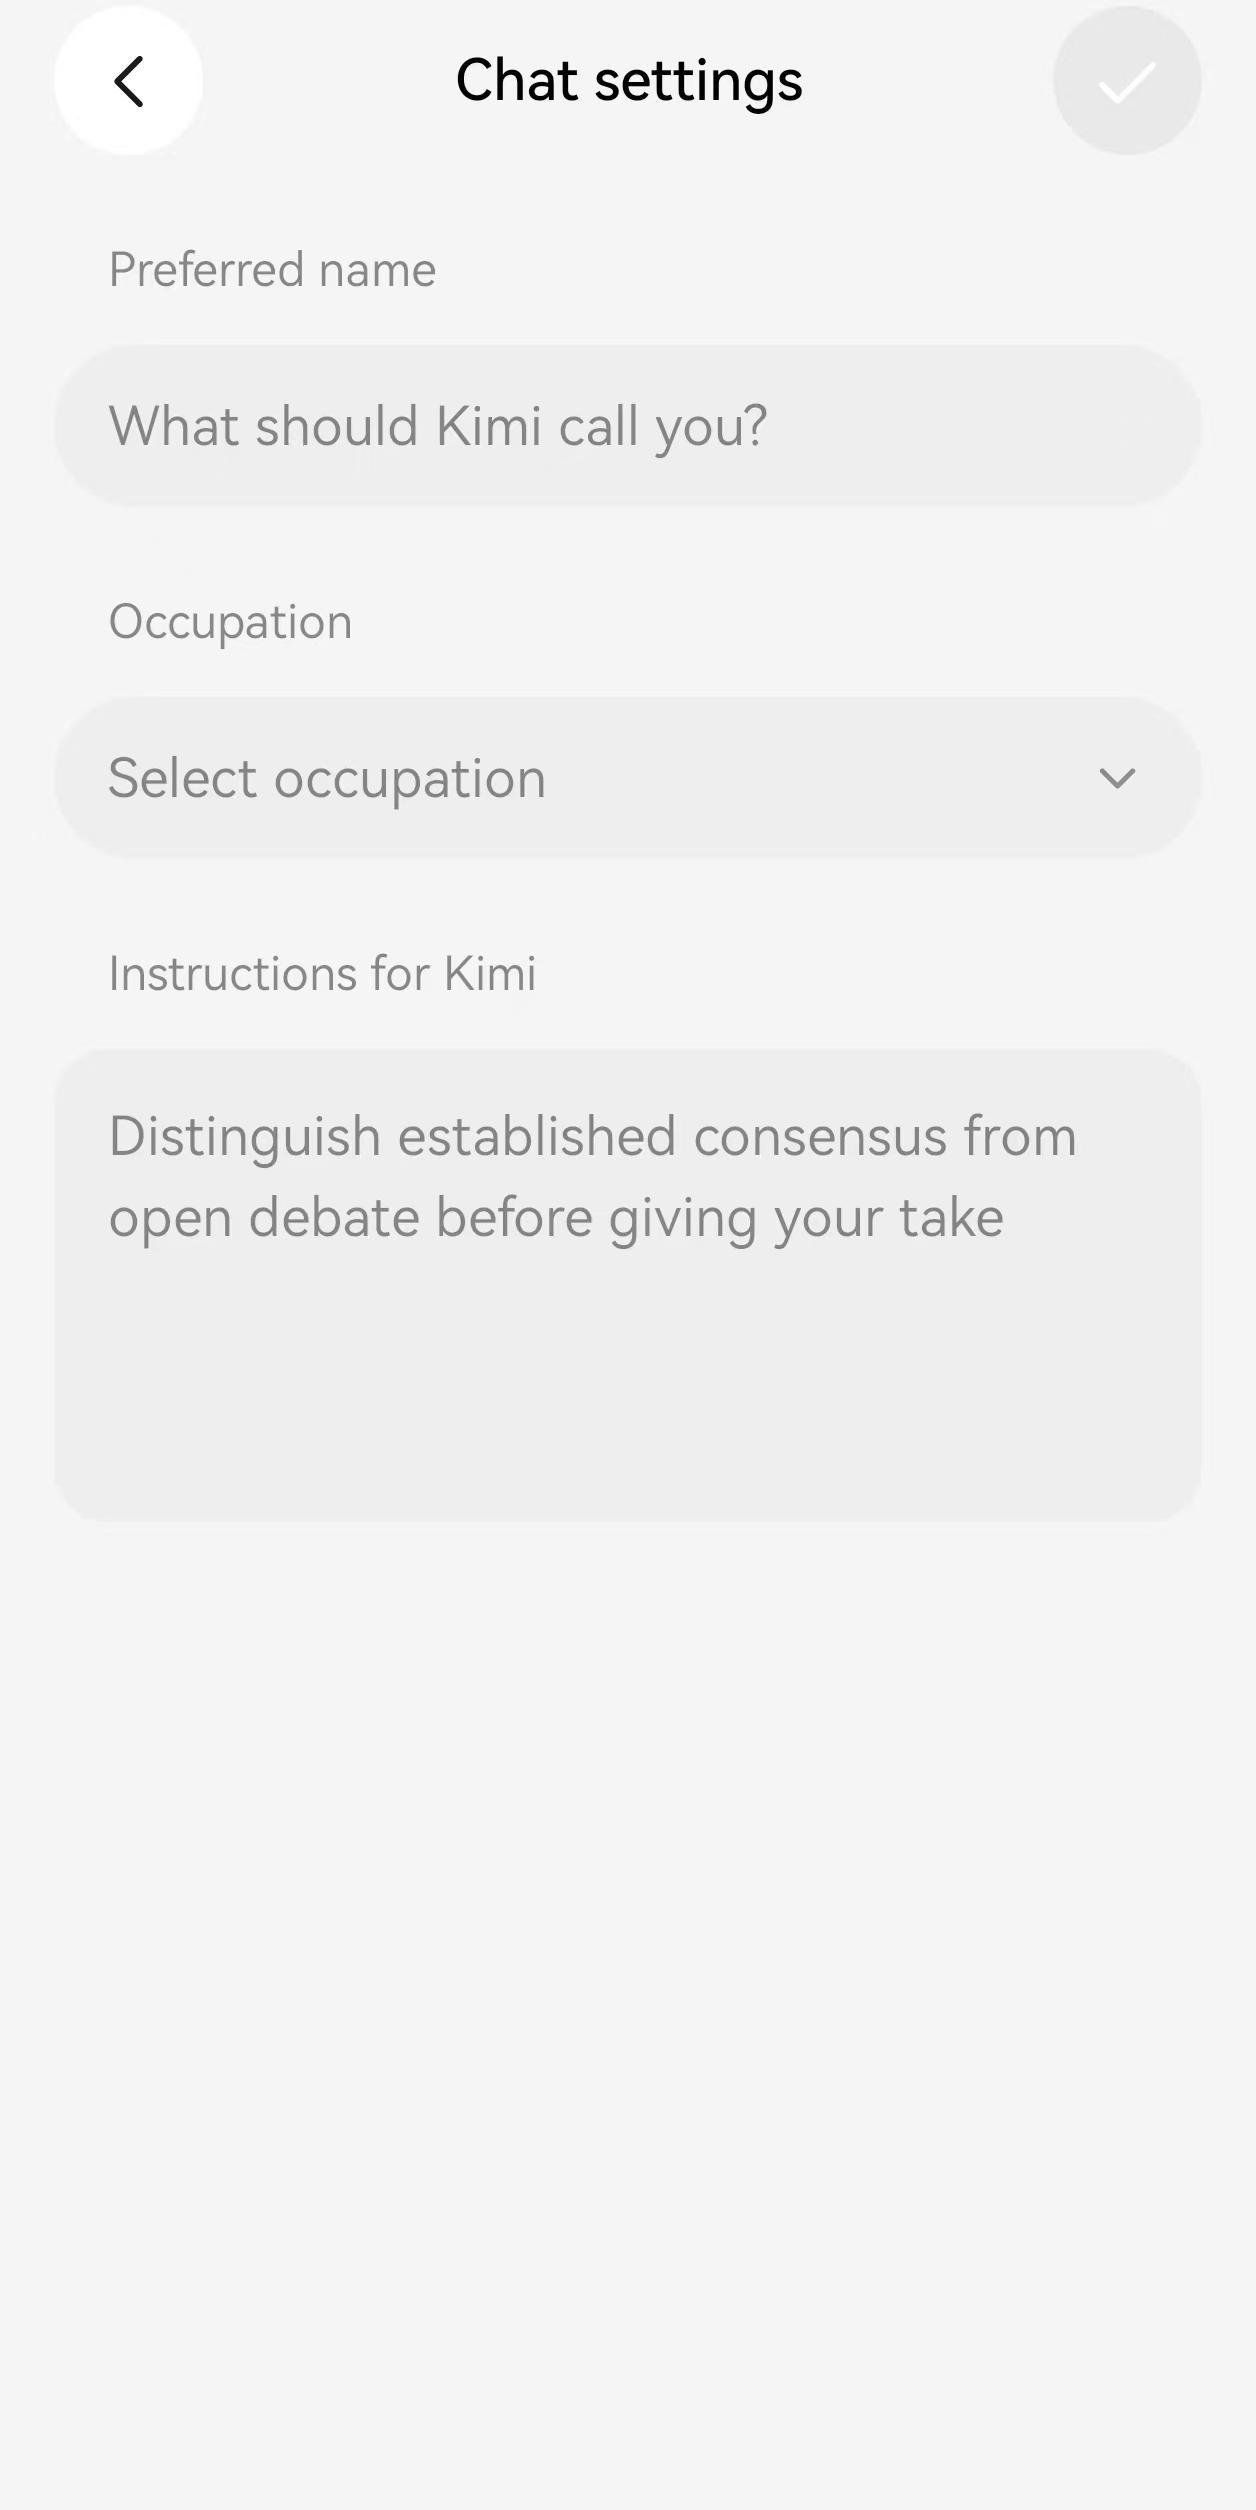 Chat settings
Preferred name
What should Kimi call you?
Occupation
Select occupation
Instructions for Kimi
Distinguish established consensus from
open debate before giving your take